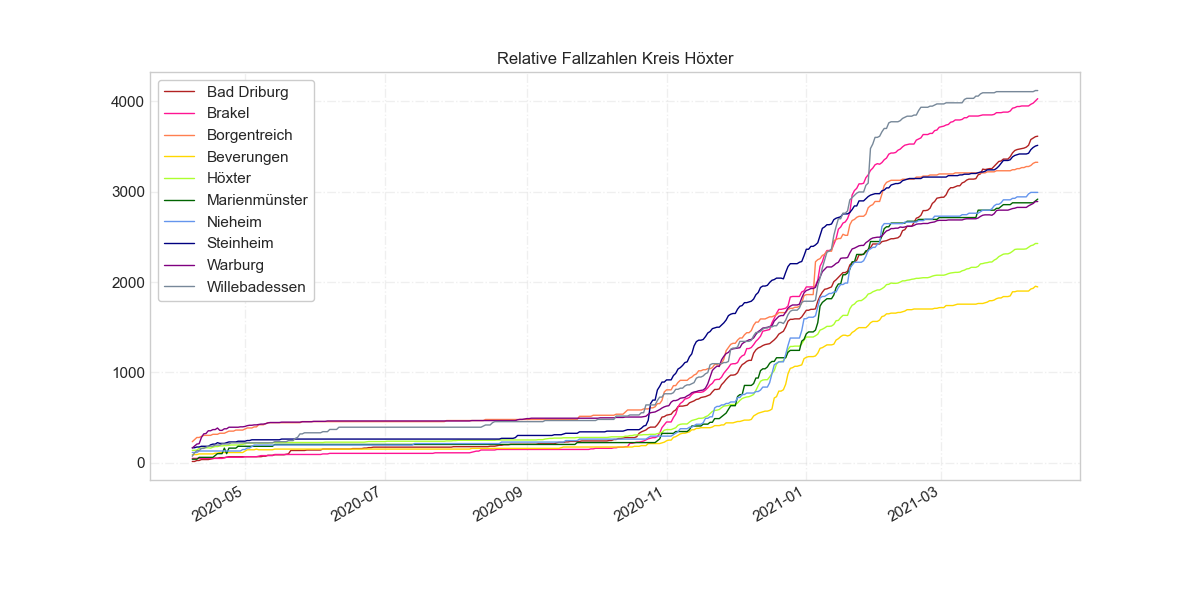 Relative Fallzahlen Kreis Höxter
4000
3000
2000
1000
0
Bad Driburg
Brakel
Borgentreich
Beverungen
Höxter
Marienmünster
Nieheim
Steinheim
Warburg
Willebadessen
2020-05
2020-07
2020-09
2020-11
2021-01
2021-03